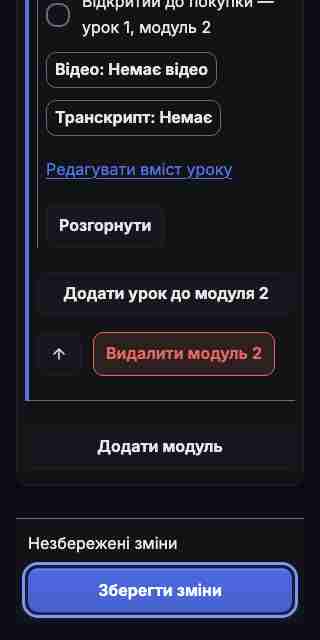 Відкритий до покупки —
урок 1, модуль 2
Відео: Немає відео
Транскрипт: Немає
Редагувати вміст уроку
Розгорнути
Додати урок до модуля 2
↑
Видалити модуль 2
Додати модуль
Незбережені зміни
Зберегти зміни